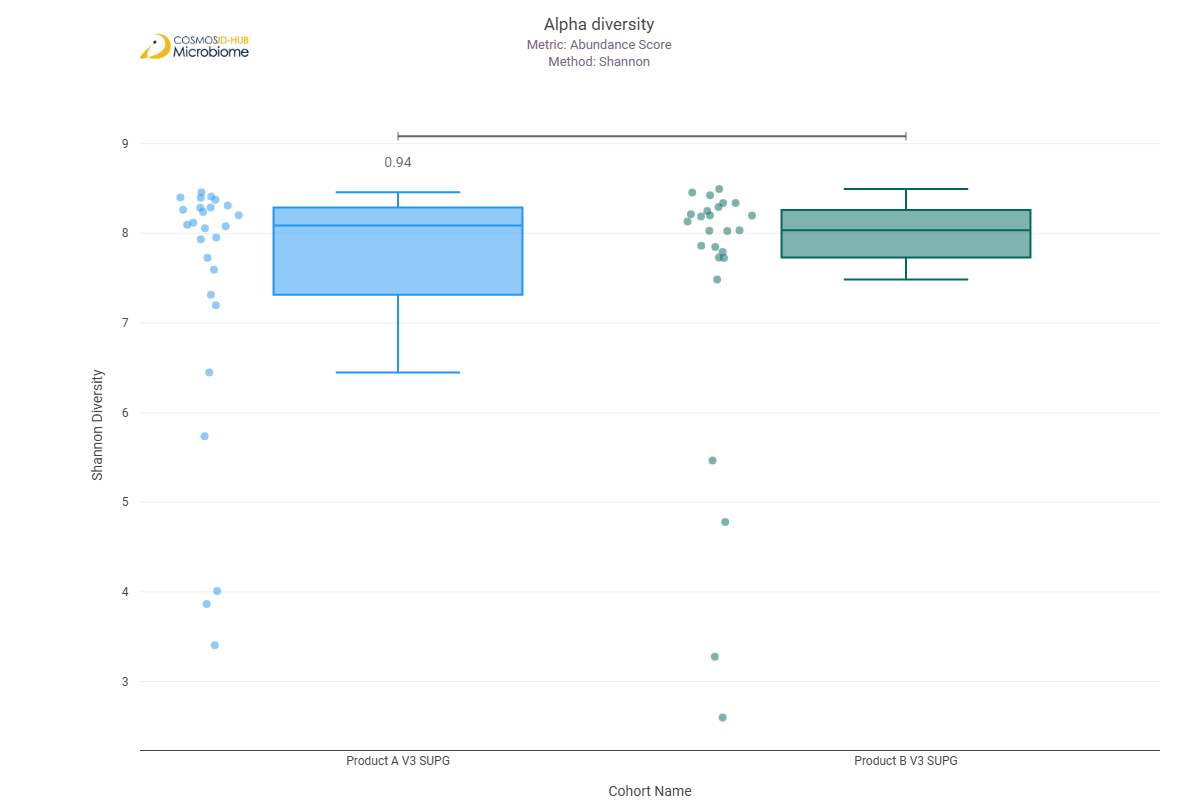 COSMOSID-HUB
Microbiome
Alpha diversity
Metric: Abundance Score
Method: Shannon
9
0.94
8
7
6
5
4
3
Shannon Diversity
Product A V3 SUPG
Product B V3 SUPG
Cohort Name